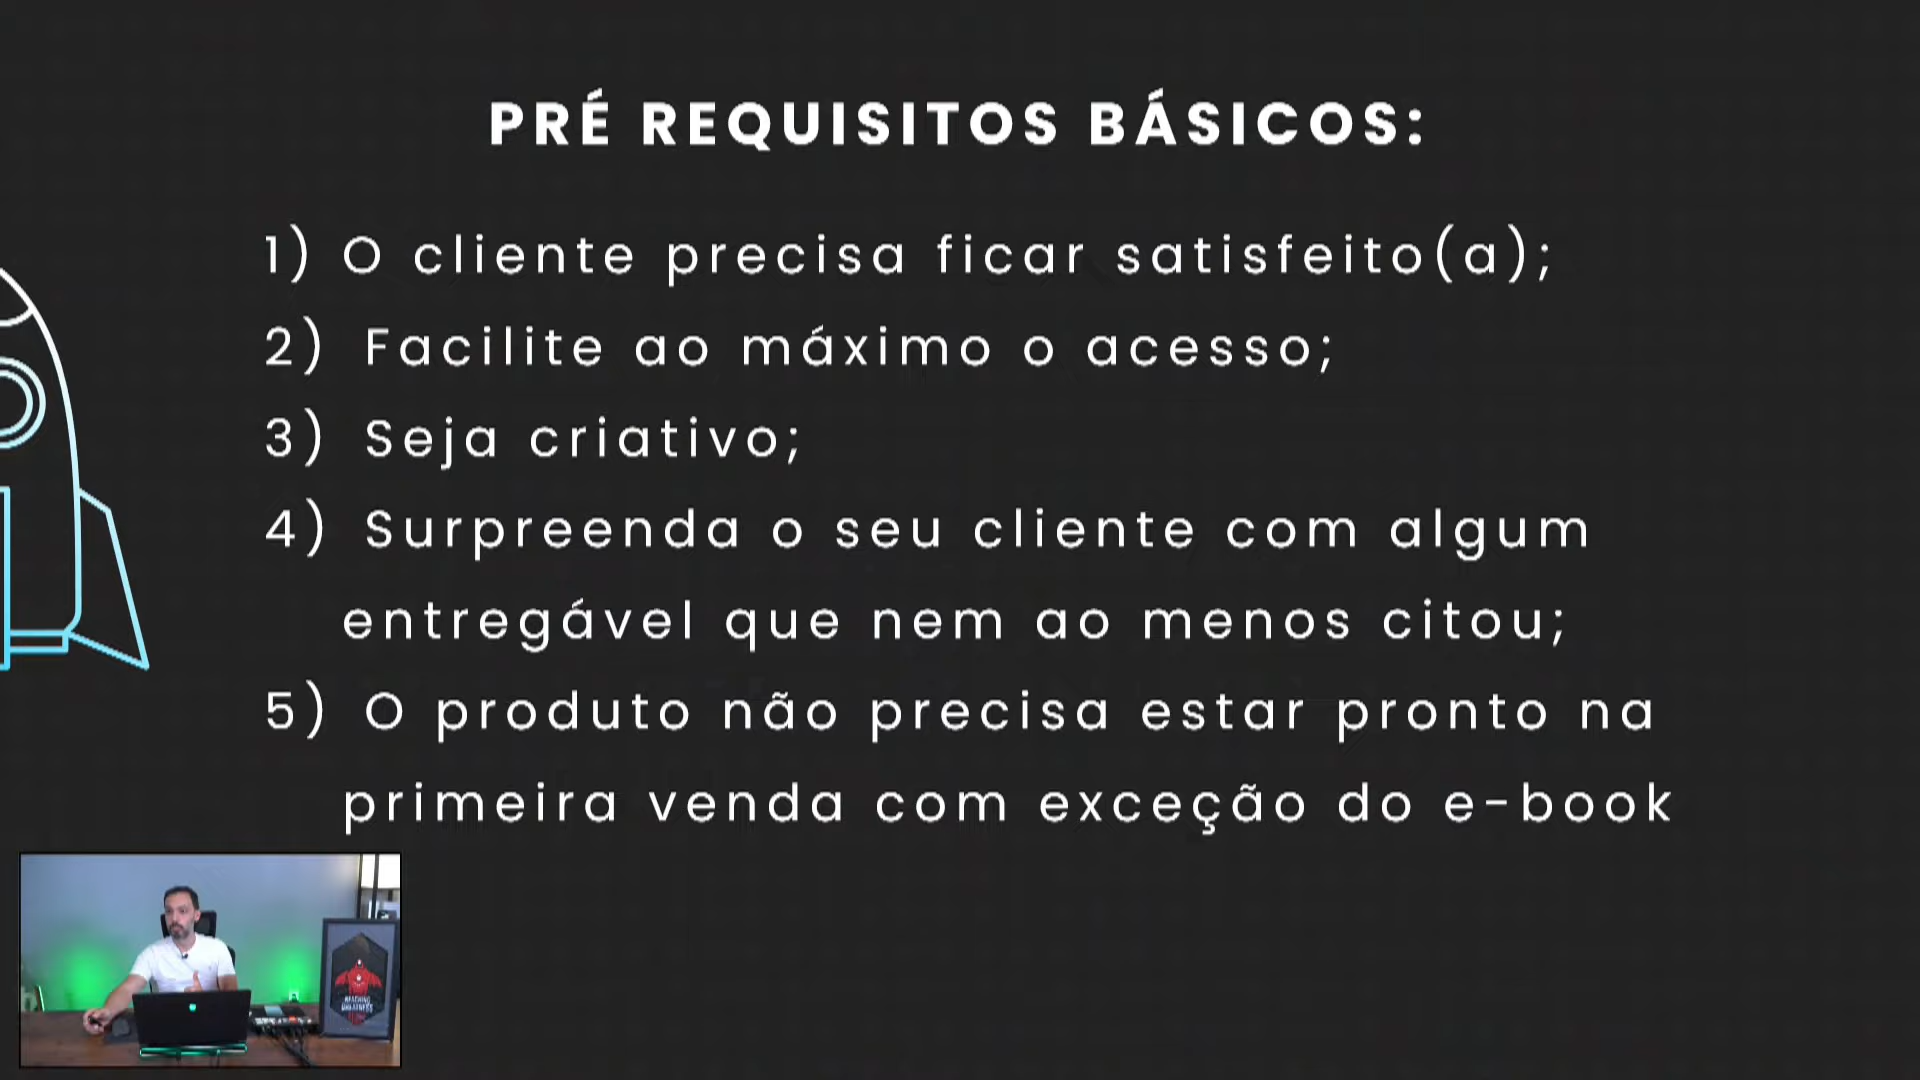 PRÉ REQUISITOS BÁSICOS:
1) O cliente precisa ficar satisfeito(a);
2) Facilite ao máximo o acesso;
3) Seja criativo;
4) Surpreenda o seu cliente com algum
entregável que nem ao menos citou;
5) O produto não precisa estar pronto na
primeira venda com exceção do e-book
REACHING
GREATNESS